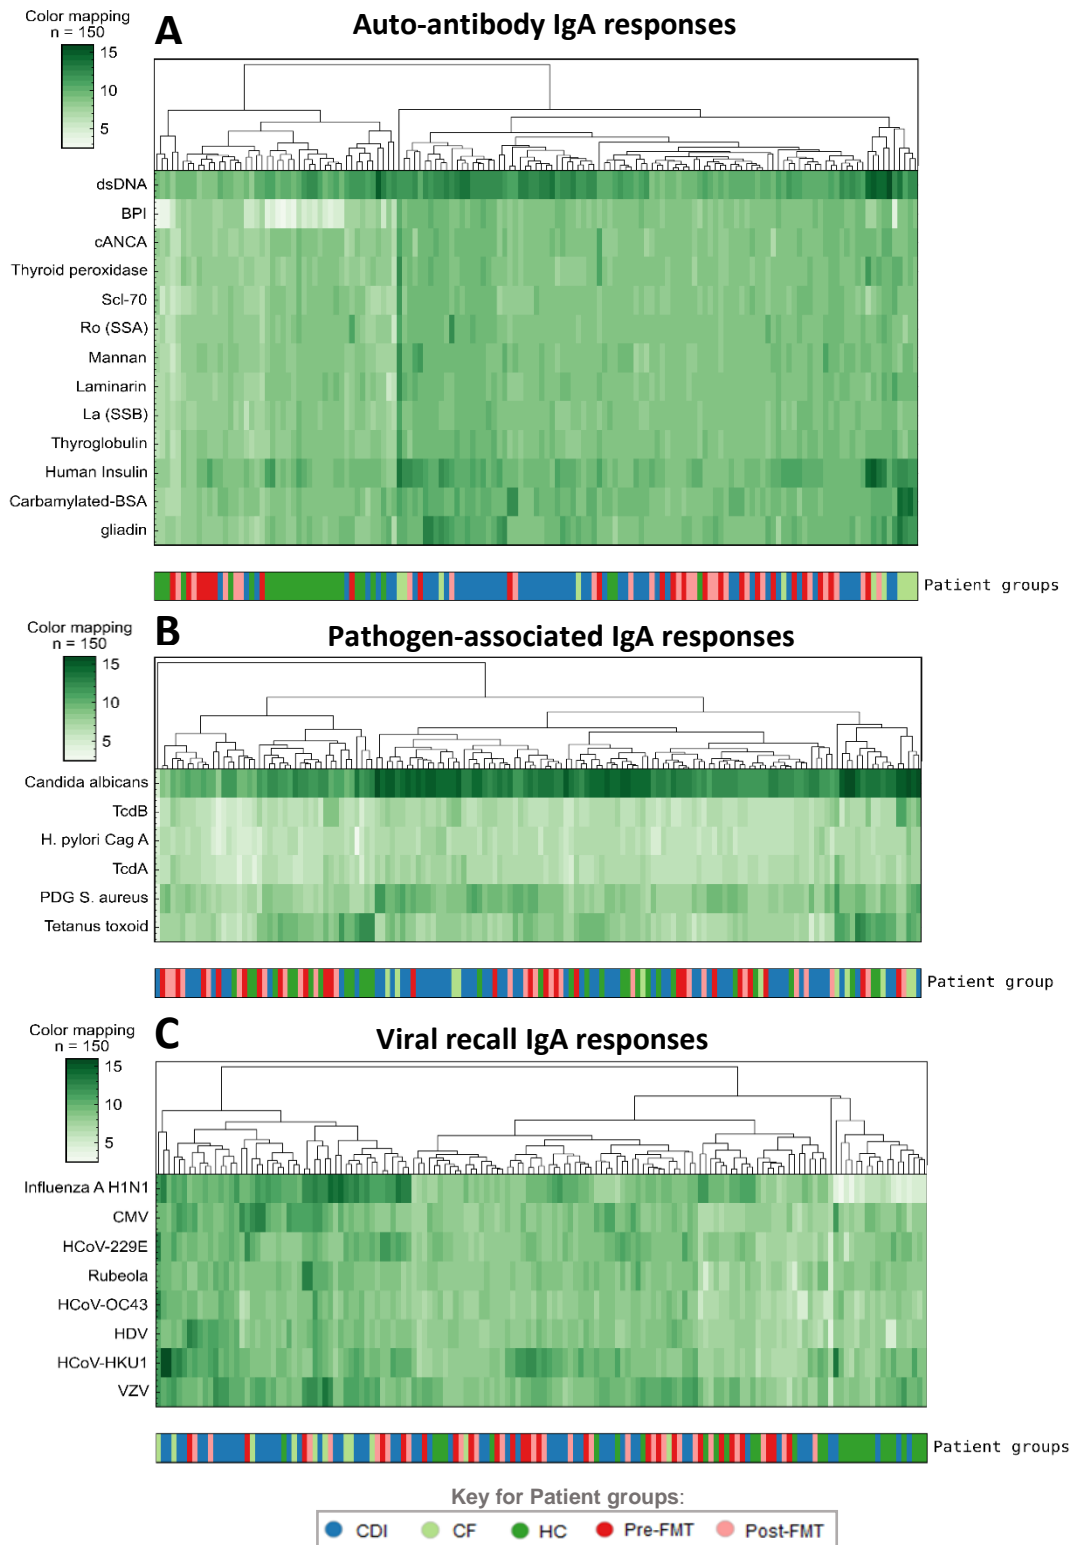 Color mapping
n = 150
15
10
5
A
Auto-antibody IgA responses
dsDNA
BPI
cANCA
Thyroid peroxidase
Scl-70
Ro (SSA)
Mannan
Laminarin
La (SSB)
Thyroglobulin
Human Insulin
Carbamylated-BSA
gliadin
Patient groups
Color mapping
n = 150
15
10
5
B
Pathogen-associated IgA responses
Candida albicans
TcdB
H. pylori Cag A
TcdA
PDG S. aureus
Tetanus toxoid
Patient group
Color mapping
n = 150
15
10
5
C
Viral recall IgA responses
Influenza A H1N1
CMV
HCoV-229E
Rubeola
HCoV-OC43
HDV
HCoV-HKU1
VZV
Patient groups
Key for Patient groups:
CDI CF HC Pre-FMT Post-FMT